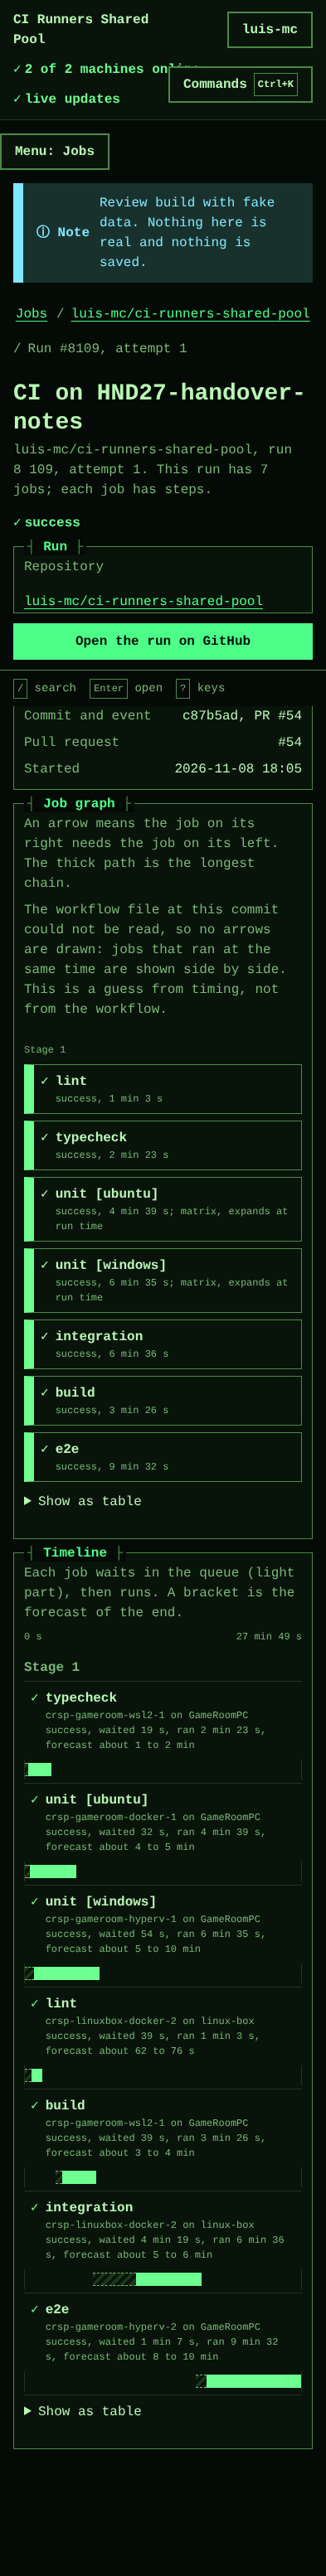 CI Runners Shared
Pool
luis-mc
✓ 2 of 2 machines
✓ live updates
Commands Ctrl+K
Menu: Jobs
ⓘ Note
Review build with fake
data. Nothing here is
real and nothing is
saved.
Jobs / luis-mc/ci-runners-shared-pool
/ Run #8109, attempt 1
CI on HND27-handover-
notes
luis-mc/ci-runners-shared-pool, run
8 109, attempt 1. This run has 7
jobs; each job has steps.
✓ success
Run
Repository
luis-mc/ci-runners-shared-pool
Open the run on GitHub
/ search Enter open ? keys
Commit and event c87b5ad, PR #54
Pull request #54
Started 2026-11-08 18:05
Job graph
An arrow means the job on its
right needs the job on its left.
The thick path is the longest
chain.
The workflow file at this commit
could not be read, so no arrows
are drawn: jobs that ran at the
same time are shown side by side.
This is a guess from timing, not
from the workflow.
Stage 1
✓ lint
success, 1 min 3 s
✓ typecheck
success, 2 min 23 s
✓ unit [ubuntu]
success, 4 min 39 s; matrix, expands at
run time
✓ unit [windows]
success, 6 min 35 s; matrix, expands at
run time
✓ integration
success, 6 min 36 s
✓ build
success, 3 min 26 s
✓ e2e
success, 9 min 32 s
▶ Show as table
Timeline
Each job waits in the queue (light
part), then runs. A bracket is the
forecast of the end.
0 s 27 min 49 s
Stage 1
✓ typecheck
crsp-gameroom-wsl2-1 on GameRoomPC
success, waited 19 s, ran 2 min 23 s,
forecast about 1 to 2 min
✓ unit [ubuntu]
crsp-gameroom-docker-1 on GameRoomPC
success, waited 32 s, ran 4 min 39 s,
forecast about 4 to 5 min
✓ unit [windows]
crsp-gameroom-hyperv-1 on GameRoomPC
success, waited 54 s, ran 6 min 35 s,
forecast about 5 to 10 min
✓ lint
crsp-linuxbox-docker-2 on linux-box
success, waited 39 s, ran 1 min 3 s,
forecast about 62 to 76 s
✓ build
crsp-gameroom-wsl2-1 on GameRoomPC
success, waited 39 s, ran 3 min 26 s,
forecast about 3 to 4 min
✓ integration
crsp-linuxbox-docker-2 on linux-box
success, waited 4 min 19 s, ran 6 min 36
s, forecast about 5 to 6 min
✓ e2e
crsp-gameroom-hyperv-2 on GameRoomPC
success, waited 1 min 7 s, ran 9 min 32
s, forecast about 8 to 10 min
▶ Show as table